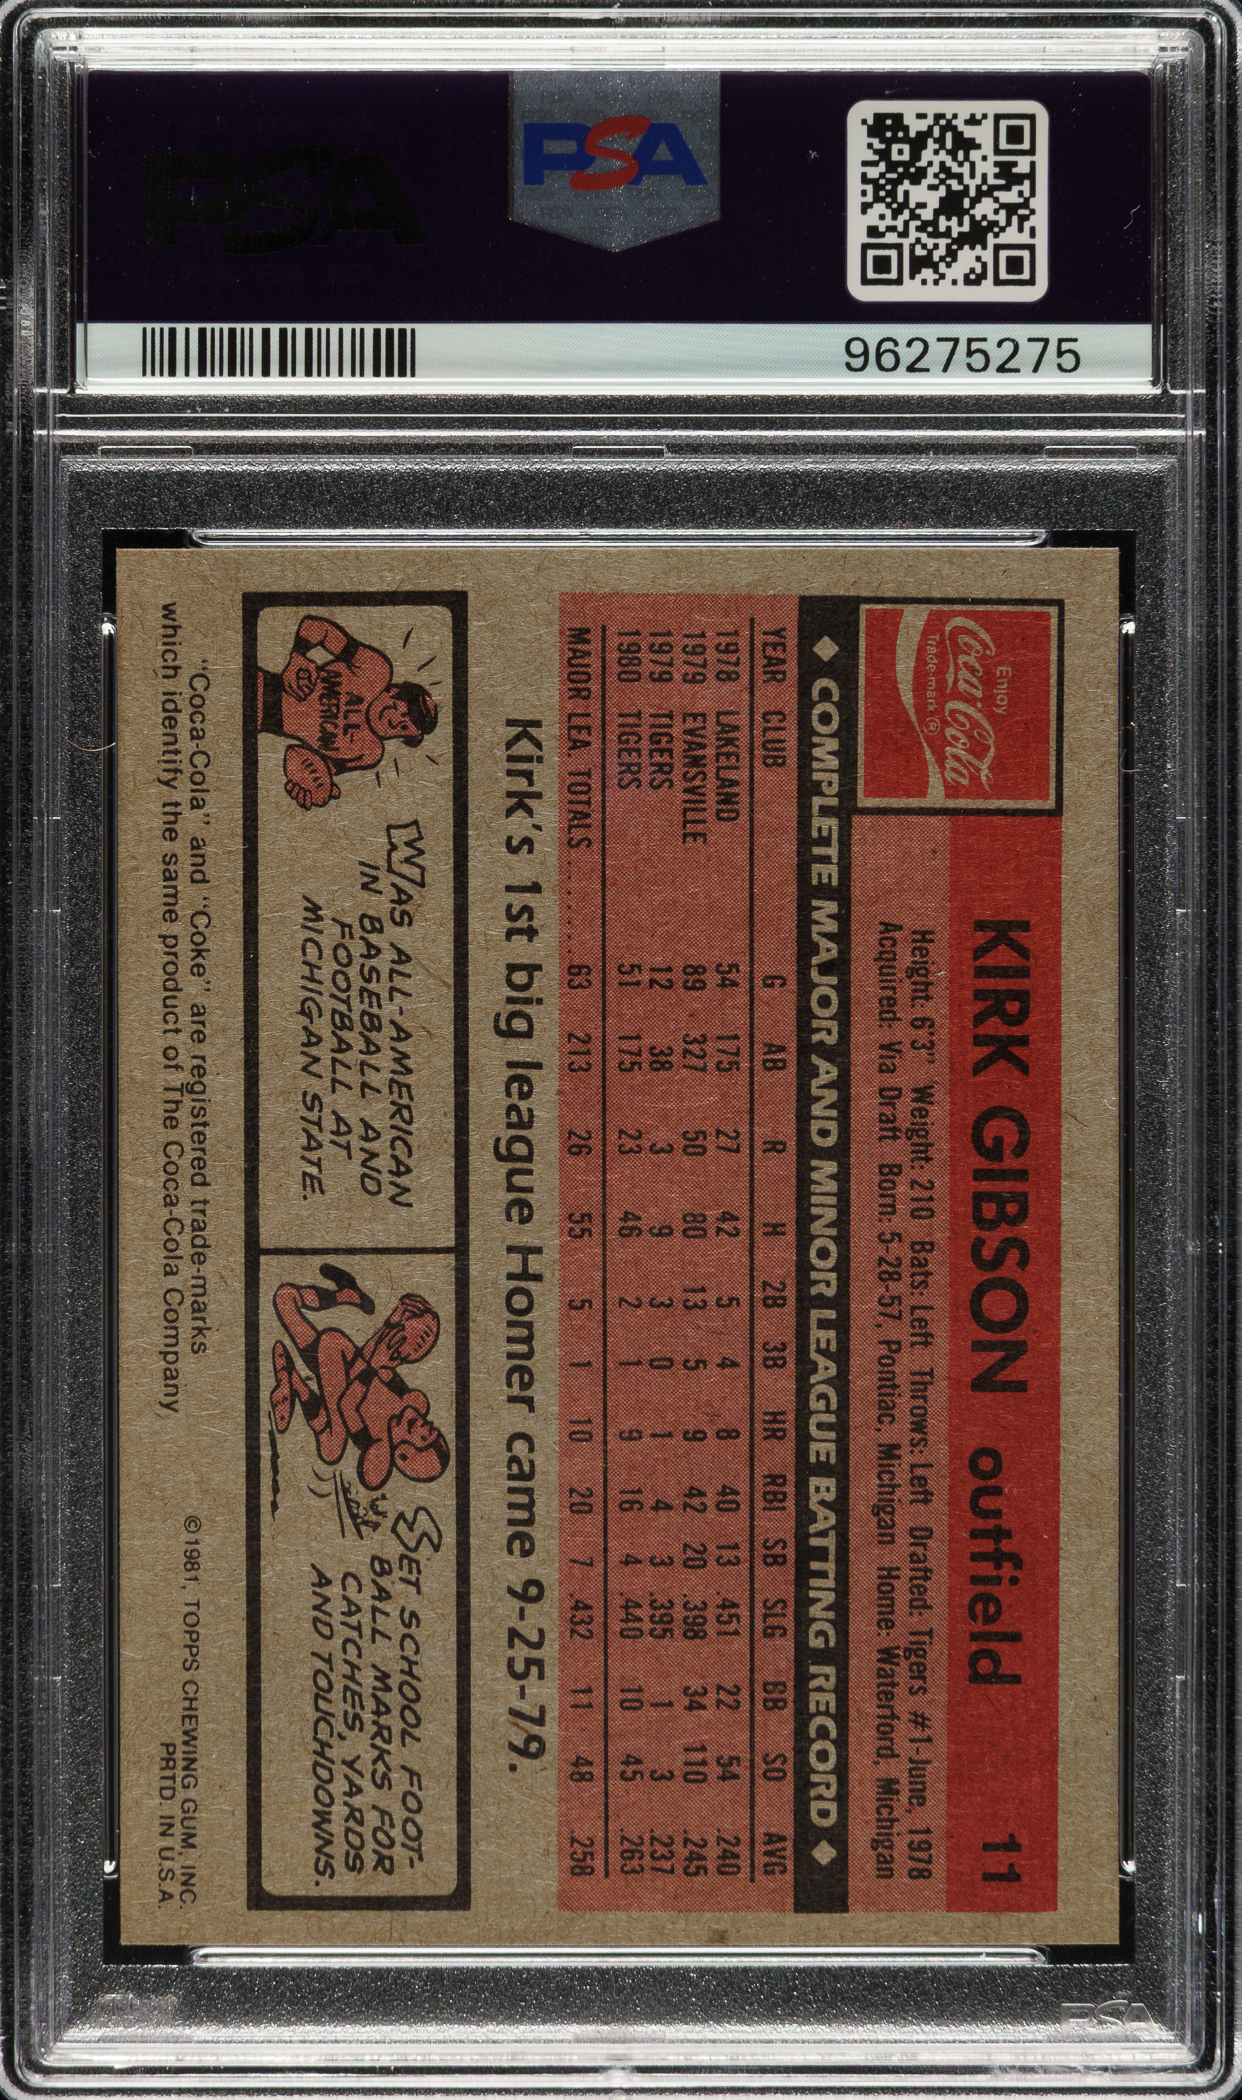 PSA
PSA
96275275
Enjoy
Coca-Cola
Trade-mark ®
KIRK GIBSON outfield 11
Height: 6'3" Weight: 210 Bats: Left Throws: Left Drafted: Tigers #1-June, 1978
Acquired: Via Draft Born: 5-28-57, Pontiac, Michigan Home: Waterford, Michigan
◆ COMPLETE MAJOR AND MINOR LEAGUE BATTING RECORD ◆
YEAR CLUB G AB R H 2B 3B HR RBI SB SLG BB SO AVG
1978 LAKELAND 54 175 27 42 5 4 8 40 13 .451 22 54 .240
1979 EVANSVILLE 89 327 50 80 13 5 9 42 20 .398 34 110 .245
1979 TIGERS 12 38 3 9 3 0 1 4 3 .395 1 3 .237
1980 TIGERS 51 175 23 46 2 1 9 16 4 .440 10 45 .263
MAJOR LEA TOTALS ........ 63 213 26 55 5 1 10 20 7 .432 11 48 .258
Kirk's 1st big league Homer came 9-25-79.
ALL-
AMERICAN
WAS ALL-AMERICAN
IN BASEBALL AND
FOOTBALL AT
MICHIGAN STATE.
SET SCHOOL FOOT-
BALL MARKS FOR
CATCHES, YARDS
AND TOUCHDOWNS.
"Coca-Cola" and "Coke" are registered trade-marks
which identify the same product of The Coca-Cola Company
© 1981, TOPPS CHEWING GUM, INC.
PRTD. IN U.S.A.
PSA